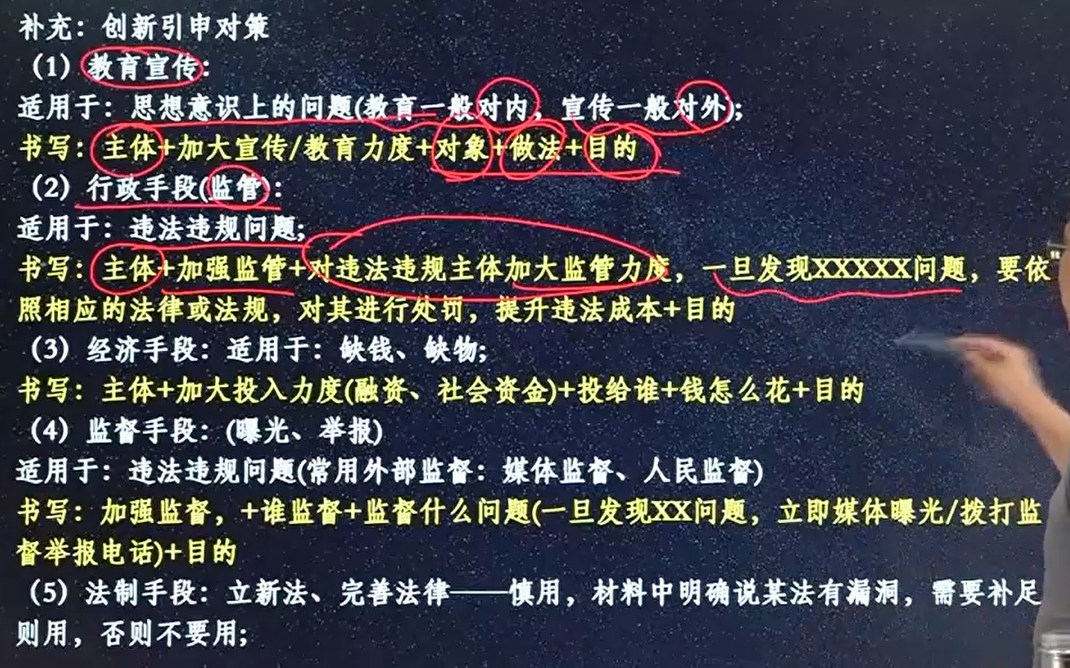 补充：创新引申对策
（1）教育宣传：
适用于：思想意识上的问题(教育一般对内，宣传一般对外)；
书写：主体+加大宣传/教育力度+对象+做法+目的
（2）行政手段(监管)：
适用于：违法违规问题；
书写：主体+加强监管+对违法违规主体加大监管力度，一旦发现XXXXX问题，要依
照相应的法律或法规，对其进行处罚，提升违法成本+目的
（3）经济手段：适用于：缺钱、缺物；
书写：主体+加大投入力度(融资、社会资金)+投给谁+钱怎么花+目的
（4）监督手段：(曝光、举报)
适用于：违法违规问题(常用外部监督：媒体监督、人民监督)
书写：加强监督，+谁监督+监督什么问题(一旦发现XX问题，立即媒体曝光/拨打监
督举报电话)+目的
（5）法制手段：立新法、完善法律——慎用，材料中明确说某法有漏洞，需要补足
则用，否则不要用；